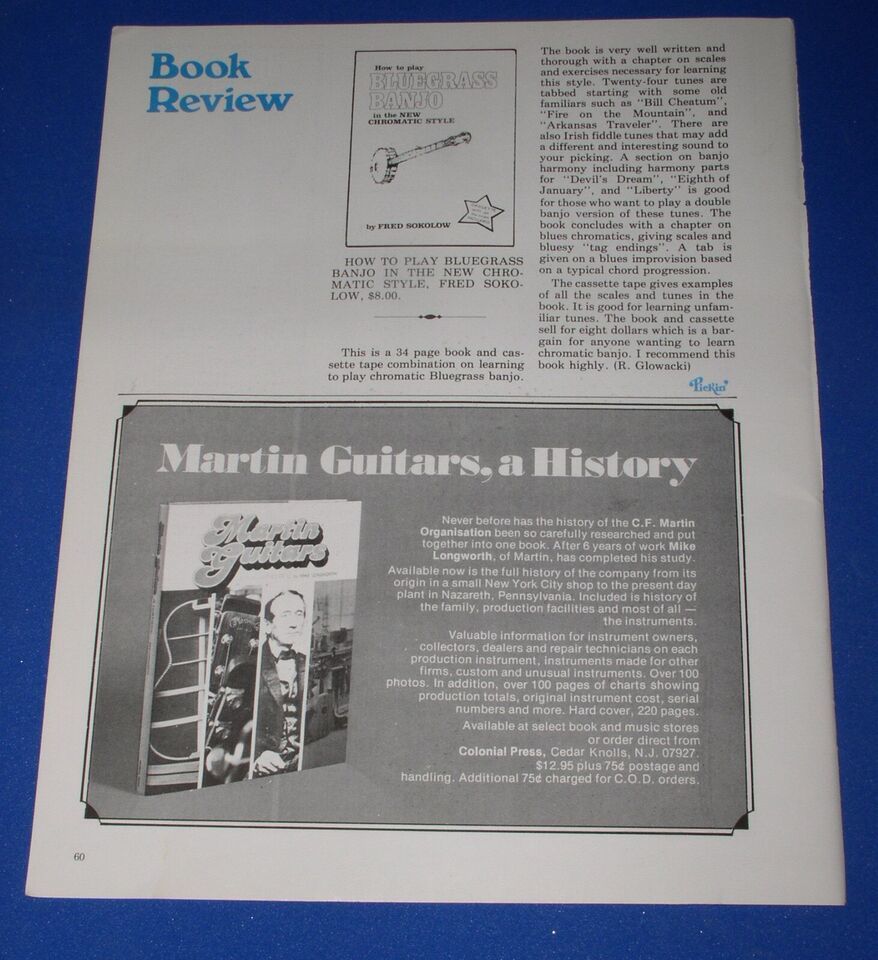 Book
Review
How to play
BLUEGRASS
BANJO
in the NEW
CHROMATIC STYLE
by FRED SOKOLOW
HOW TO PLAY BLUEGRASS
BANJO IN THE NEW CHRO-
MATIC STYLE, FRED SOKO-
LOW, $8.00.
This is a 34 page book and cas-
sette tape combination on learning
to play chromatic Bluegrass banjo.
The book is very well written and
thorough with a chapter on scales
and exercises necessary for learning
this style. Twenty-four tunes are
tabbed starting with some old
familiars such as "Bill Cheatum",
"Fire on the Mountain", and
"Arkansas Traveler". There are
also Irish fiddle tunes that may add
a different and interesting sound to
your picking. A section on banjo
harmony including harmony parts
for "Devil's Dream", "Eighth of
January", and "Liberty" is good
for those who want to play a double
banjo version of these tunes. The
book concludes with a chapter on
blues chromatics, giving scales and
bluesy "tag endings". A tab is
given on a blues improvision based
on a typical chord progression.
The cassette tape gives examples
of all the scales and tunes in the
book. It is good for learning unfam-
iliar tunes. The book and cassette
sell for eight dollars which is a bar-
gain for anyone wanting to learn
chromatic banjo. I recommend this
book highly. (R. Glowacki)
Pickin'
Martin Guitars, a History
Martin
Guitars
Never before has the history of the C.F. Martin
Organisation been so carefully researched and put
together into one book. After 6 years of work Mike
Longworth, of Martin, has completed his study.
Available now is the full history of the company from its
origin in a small New York City shop to the present day
plant in Nazareth, Pennsylvania. Included is history of
the family, production facilities and most of all —
the instruments.
Valuable information for instrument owners,
collectors, dealers and repair technicians on each
production instrument, instruments made for other
firms, custom and unusual instruments. Over 100
photos. In addition, over 100 pages of charts showing
production totals, original instrument cost, serial
numbers and more. Hard cover, 220 pages.
Available at select book and music stores
or order direct from
Colonial Press, Cedar Knolls, N.J. 07927.
$12.95 plus 75¢ postage and
handling. Additional 75¢ charged for C.O.D. orders.
60